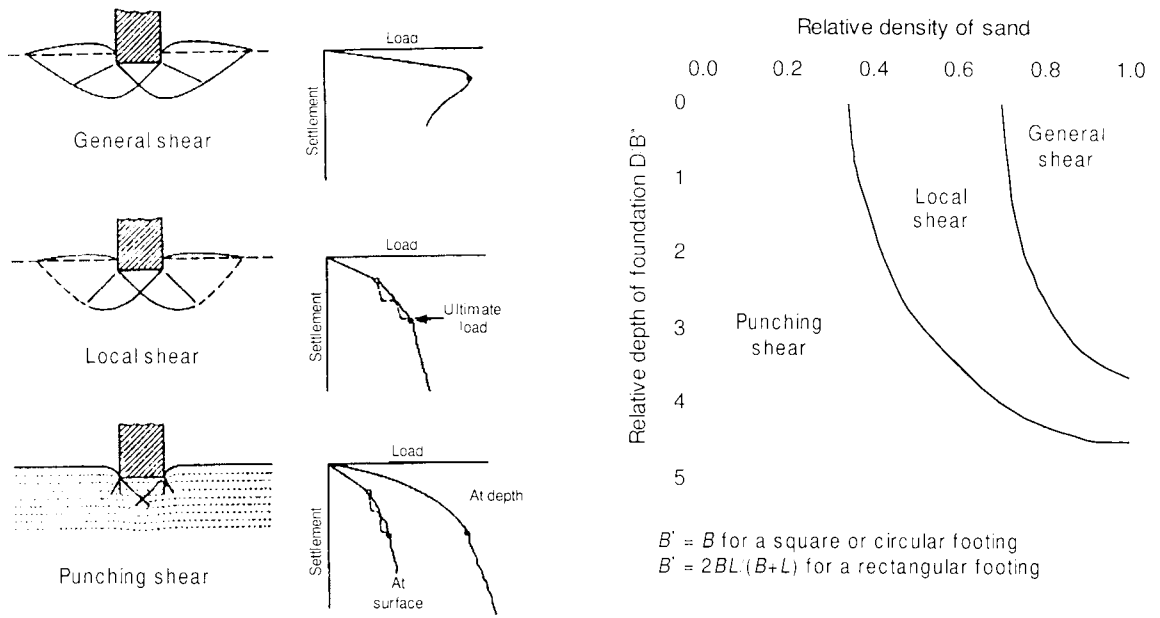 Load
Settlement
General shear
Load
Settlement
Ultimate
load
Local shear
Load
Settlement
At depth
At
surface
Punching shear
Relative density of sand
0.0 0.2 0.4 0.6 0.8 1.0
Relative depth of foundation D/B*
0
1
2
3
4
5
General
shear
Local
shear
Punching
shear
B* = B for a square or circular footing
B* = 2BL/(B+L) for a rectangular footing